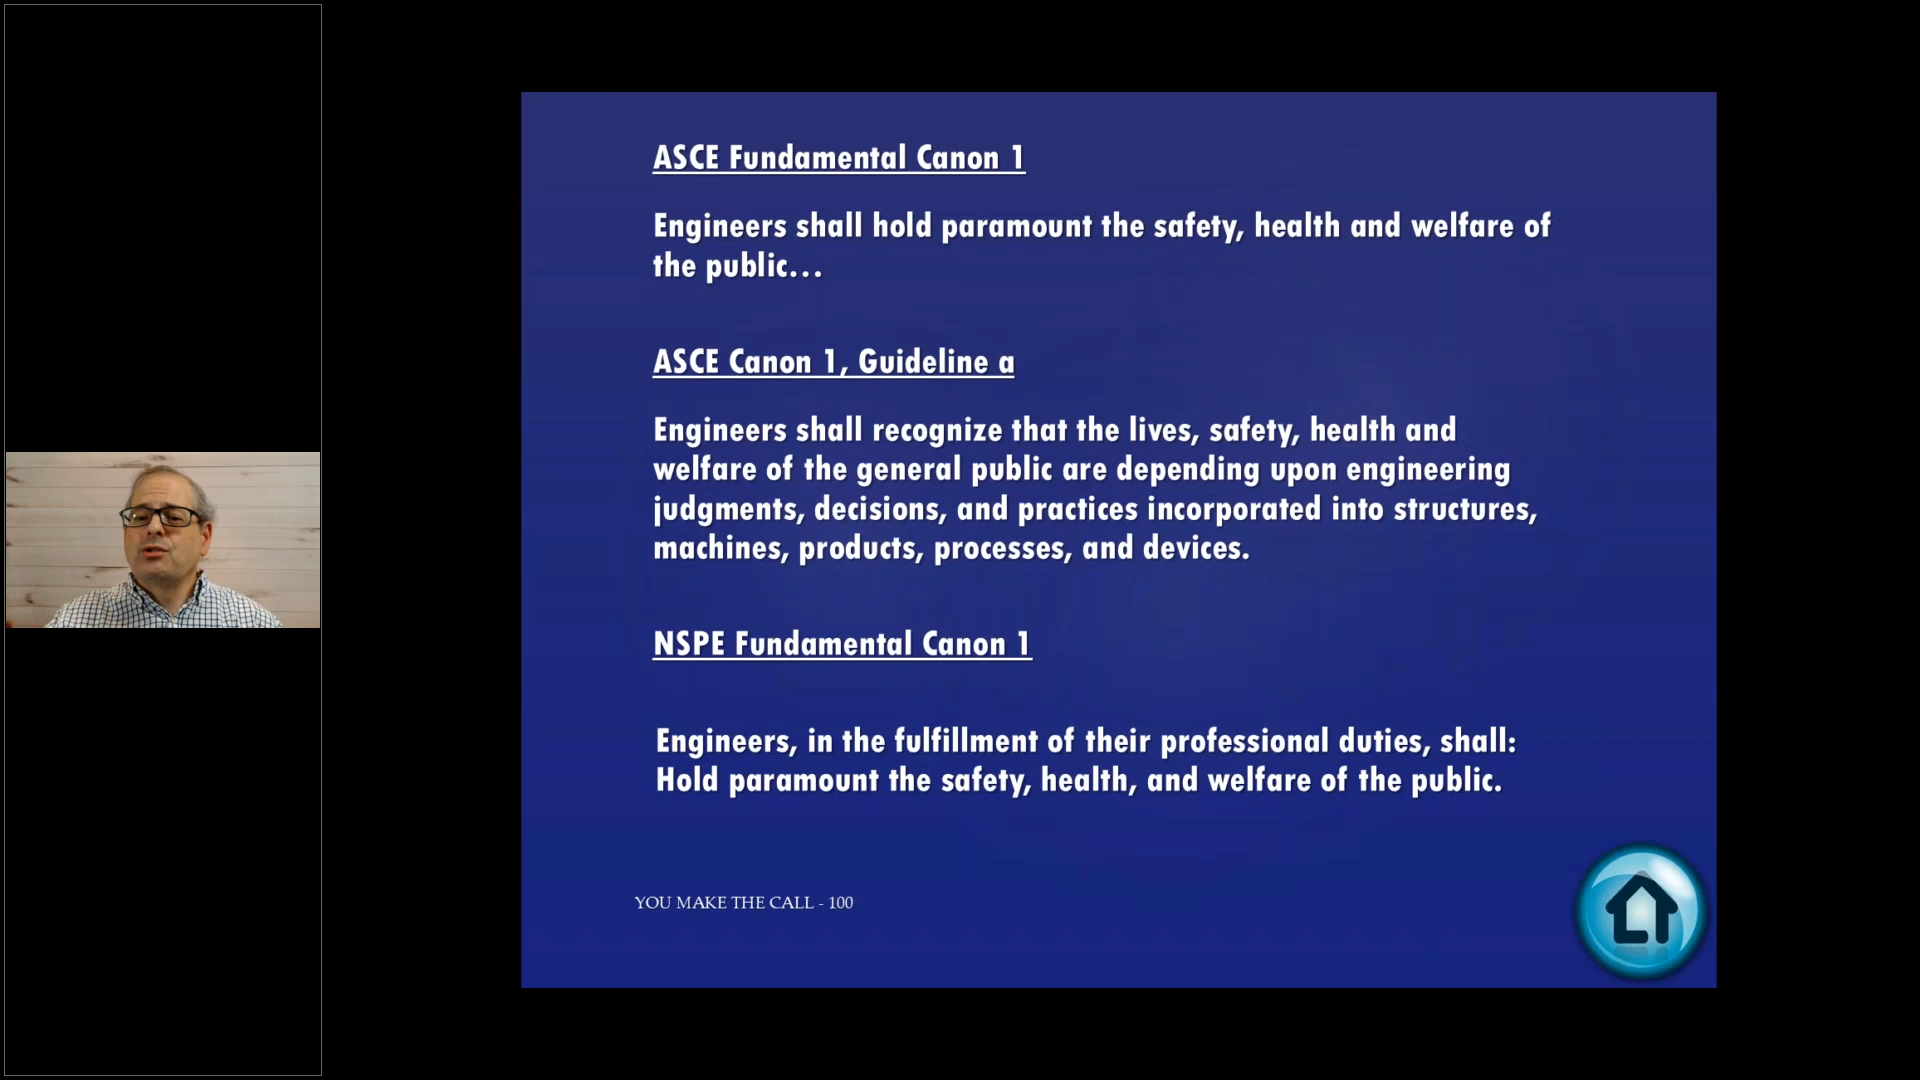 ASCE Fundamental Canon 1
Engineers shall hold paramount the safety, health and welfare of
the public…
ASCE Canon 1, Guideline a
Engineers shall recognize that the lives, safety, health and
welfare of the general public are depending upon engineering
judgments, decisions, and practices incorporated into structures,
machines, products, processes, and devices.
NSPE Fundamental Canon 1
Engineers, in the fulfillment of their professional duties, shall:
Hold paramount the safety, health, and welfare of the public.
YOU MAKE THE CALL - 100